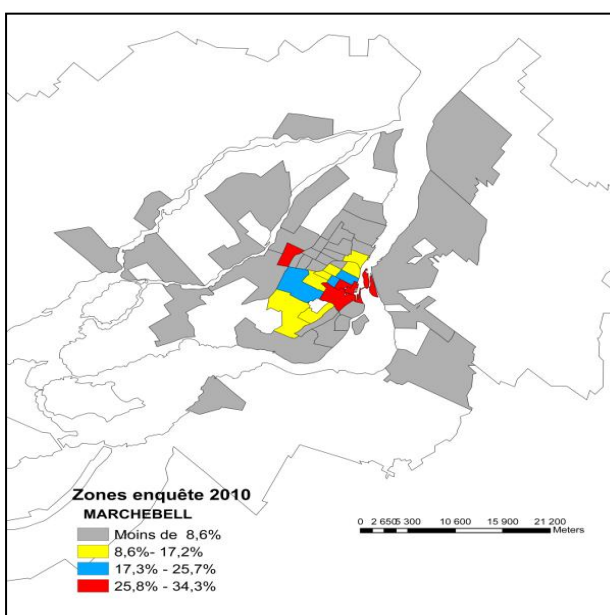 Zones enquête 2010
MARCHEBELL
Moins de 8,6%
8,6%- 17,2%
17,3% - 25,7%
25,8% - 34,3%
0 2 650 5 300 10 600 15 900 21 200
Meters